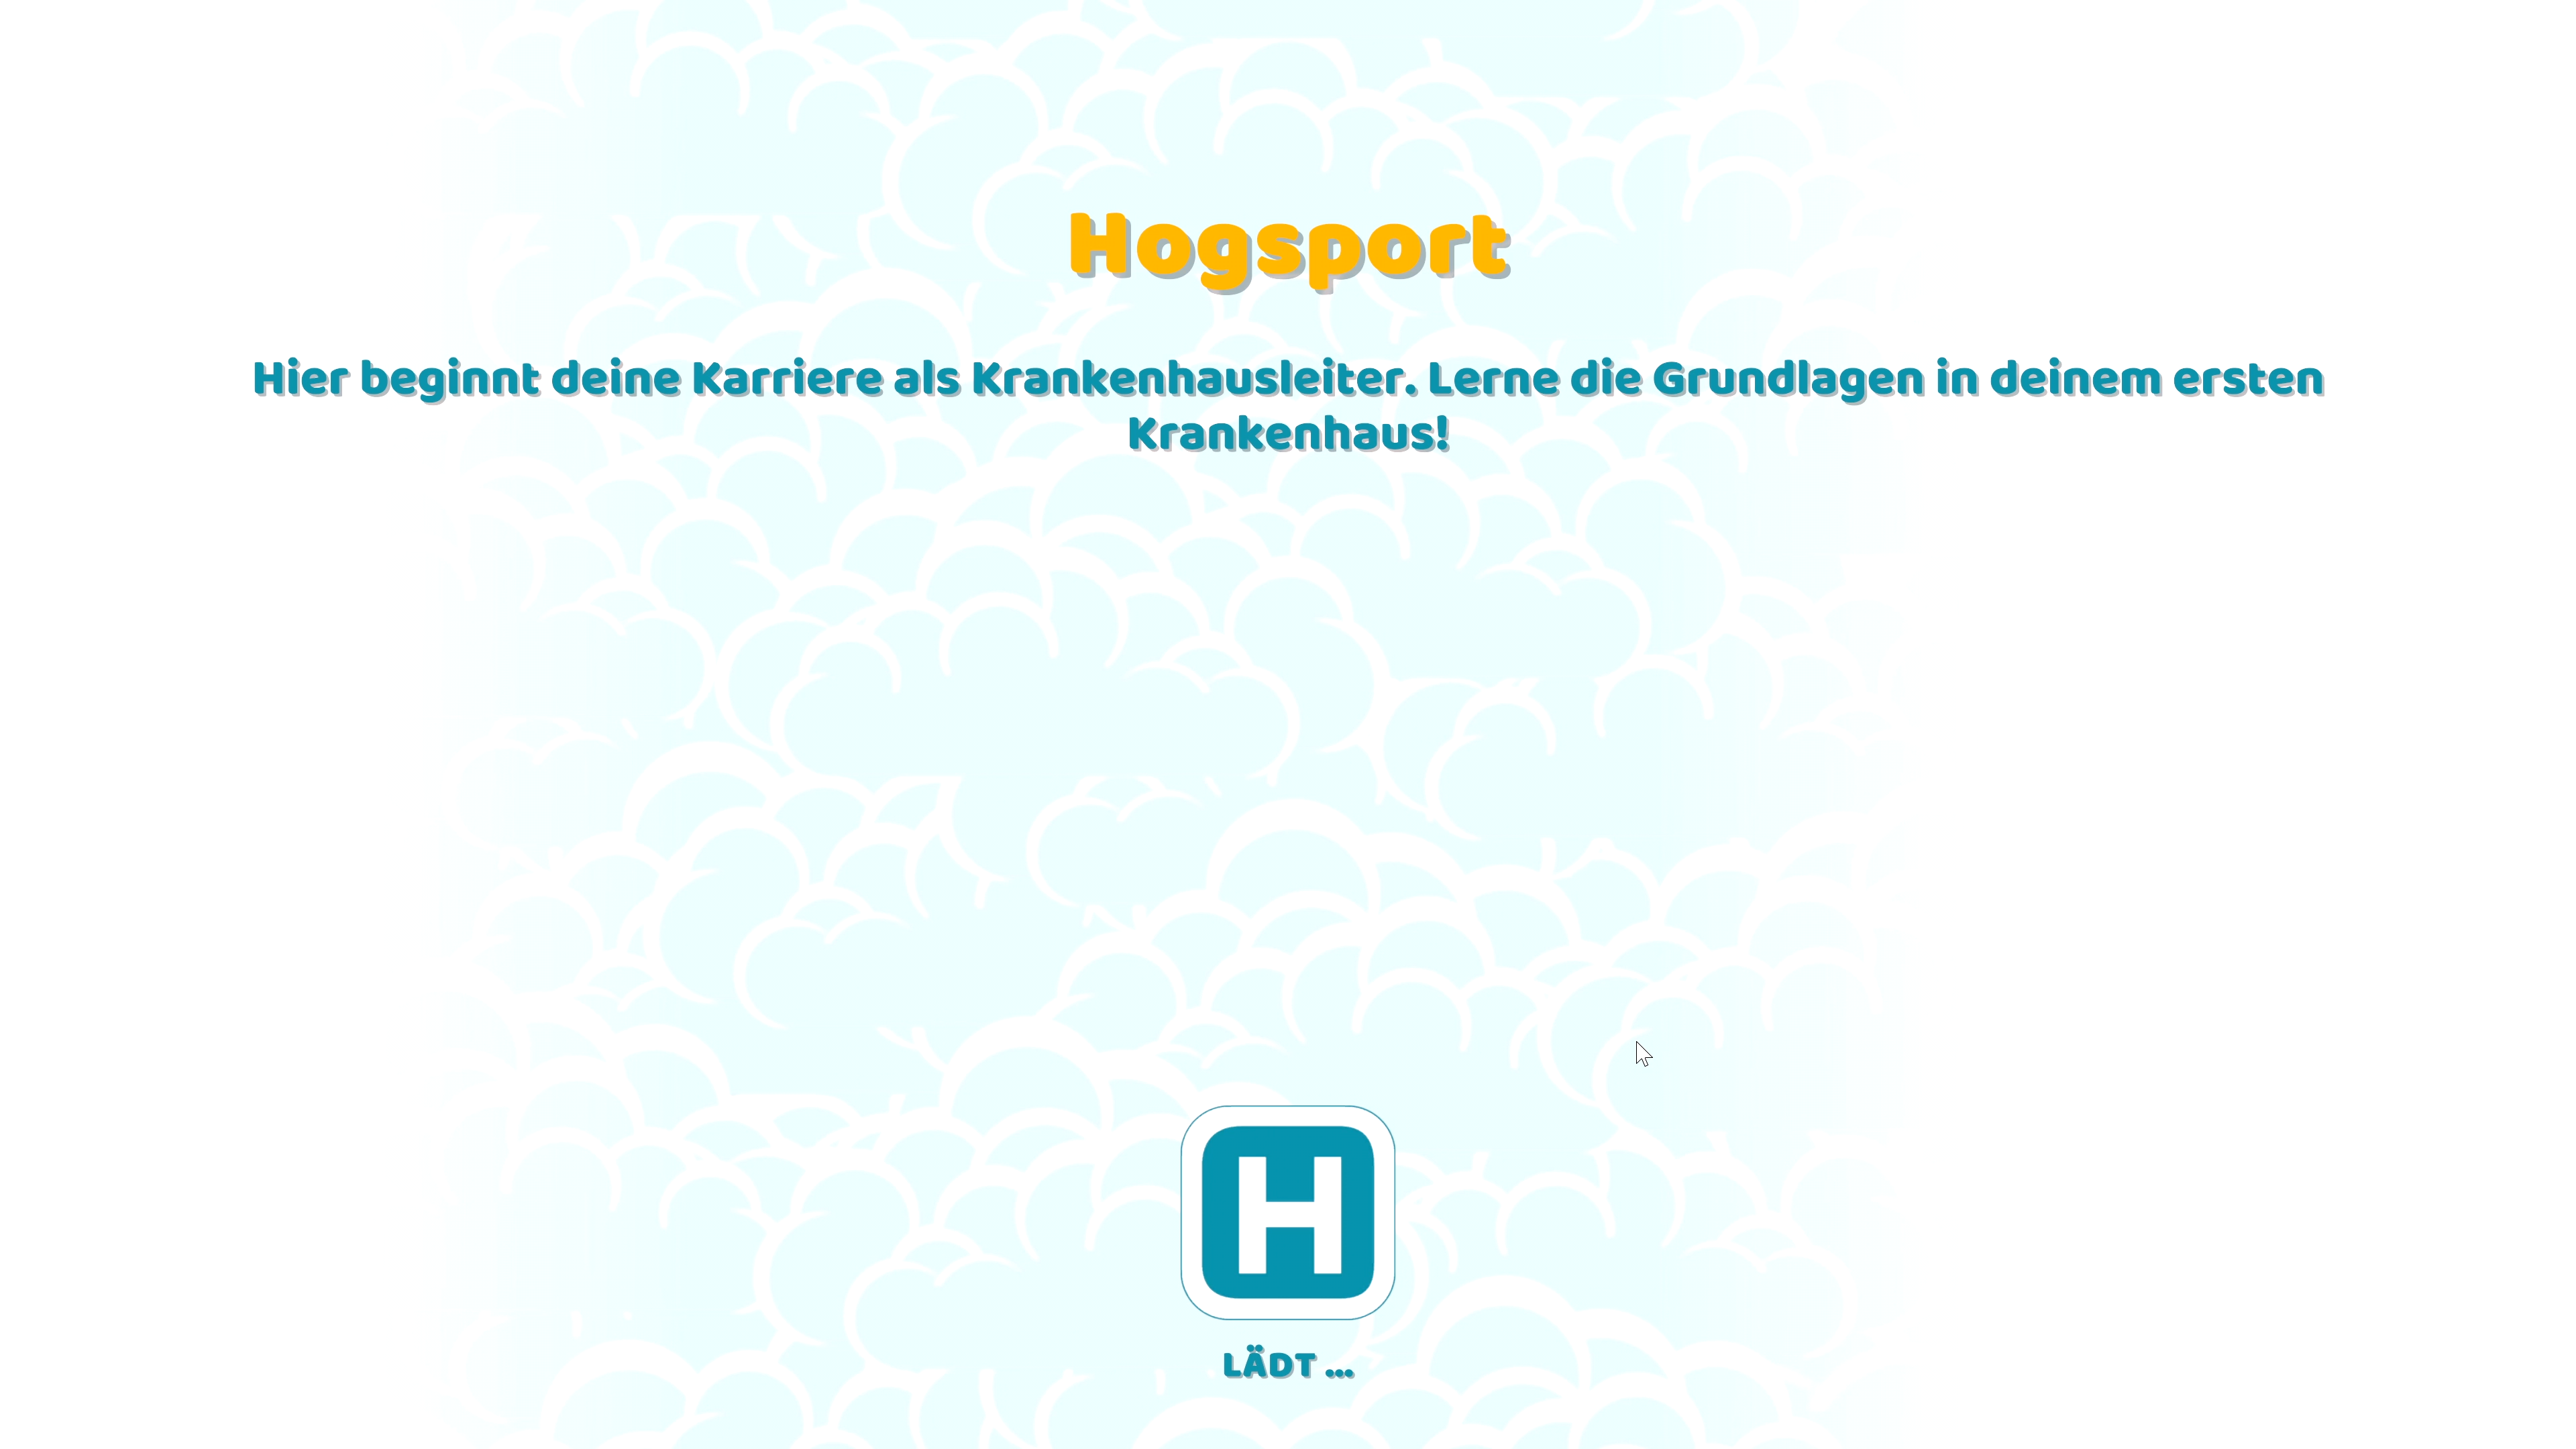 Hogsport
Hier beginnt deine Karriere als Krankenhausleiter. Lerne die Grundlagen in deinem ersten
Krankenhaus!
H
LÄDT ...